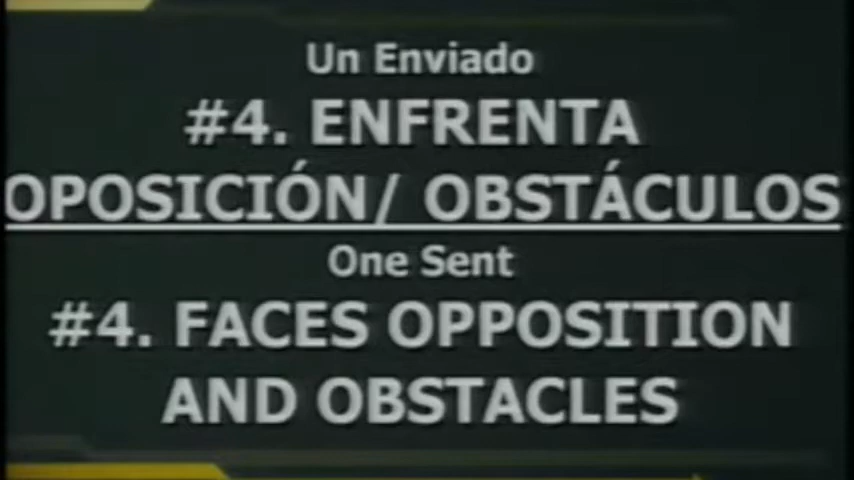 Un Enviado
#4. ENFRENTA
OPOSICIÓN/ OBSTÁCULOS
One Sent
#4. FACES OPPOSITION
AND OBSTACLES